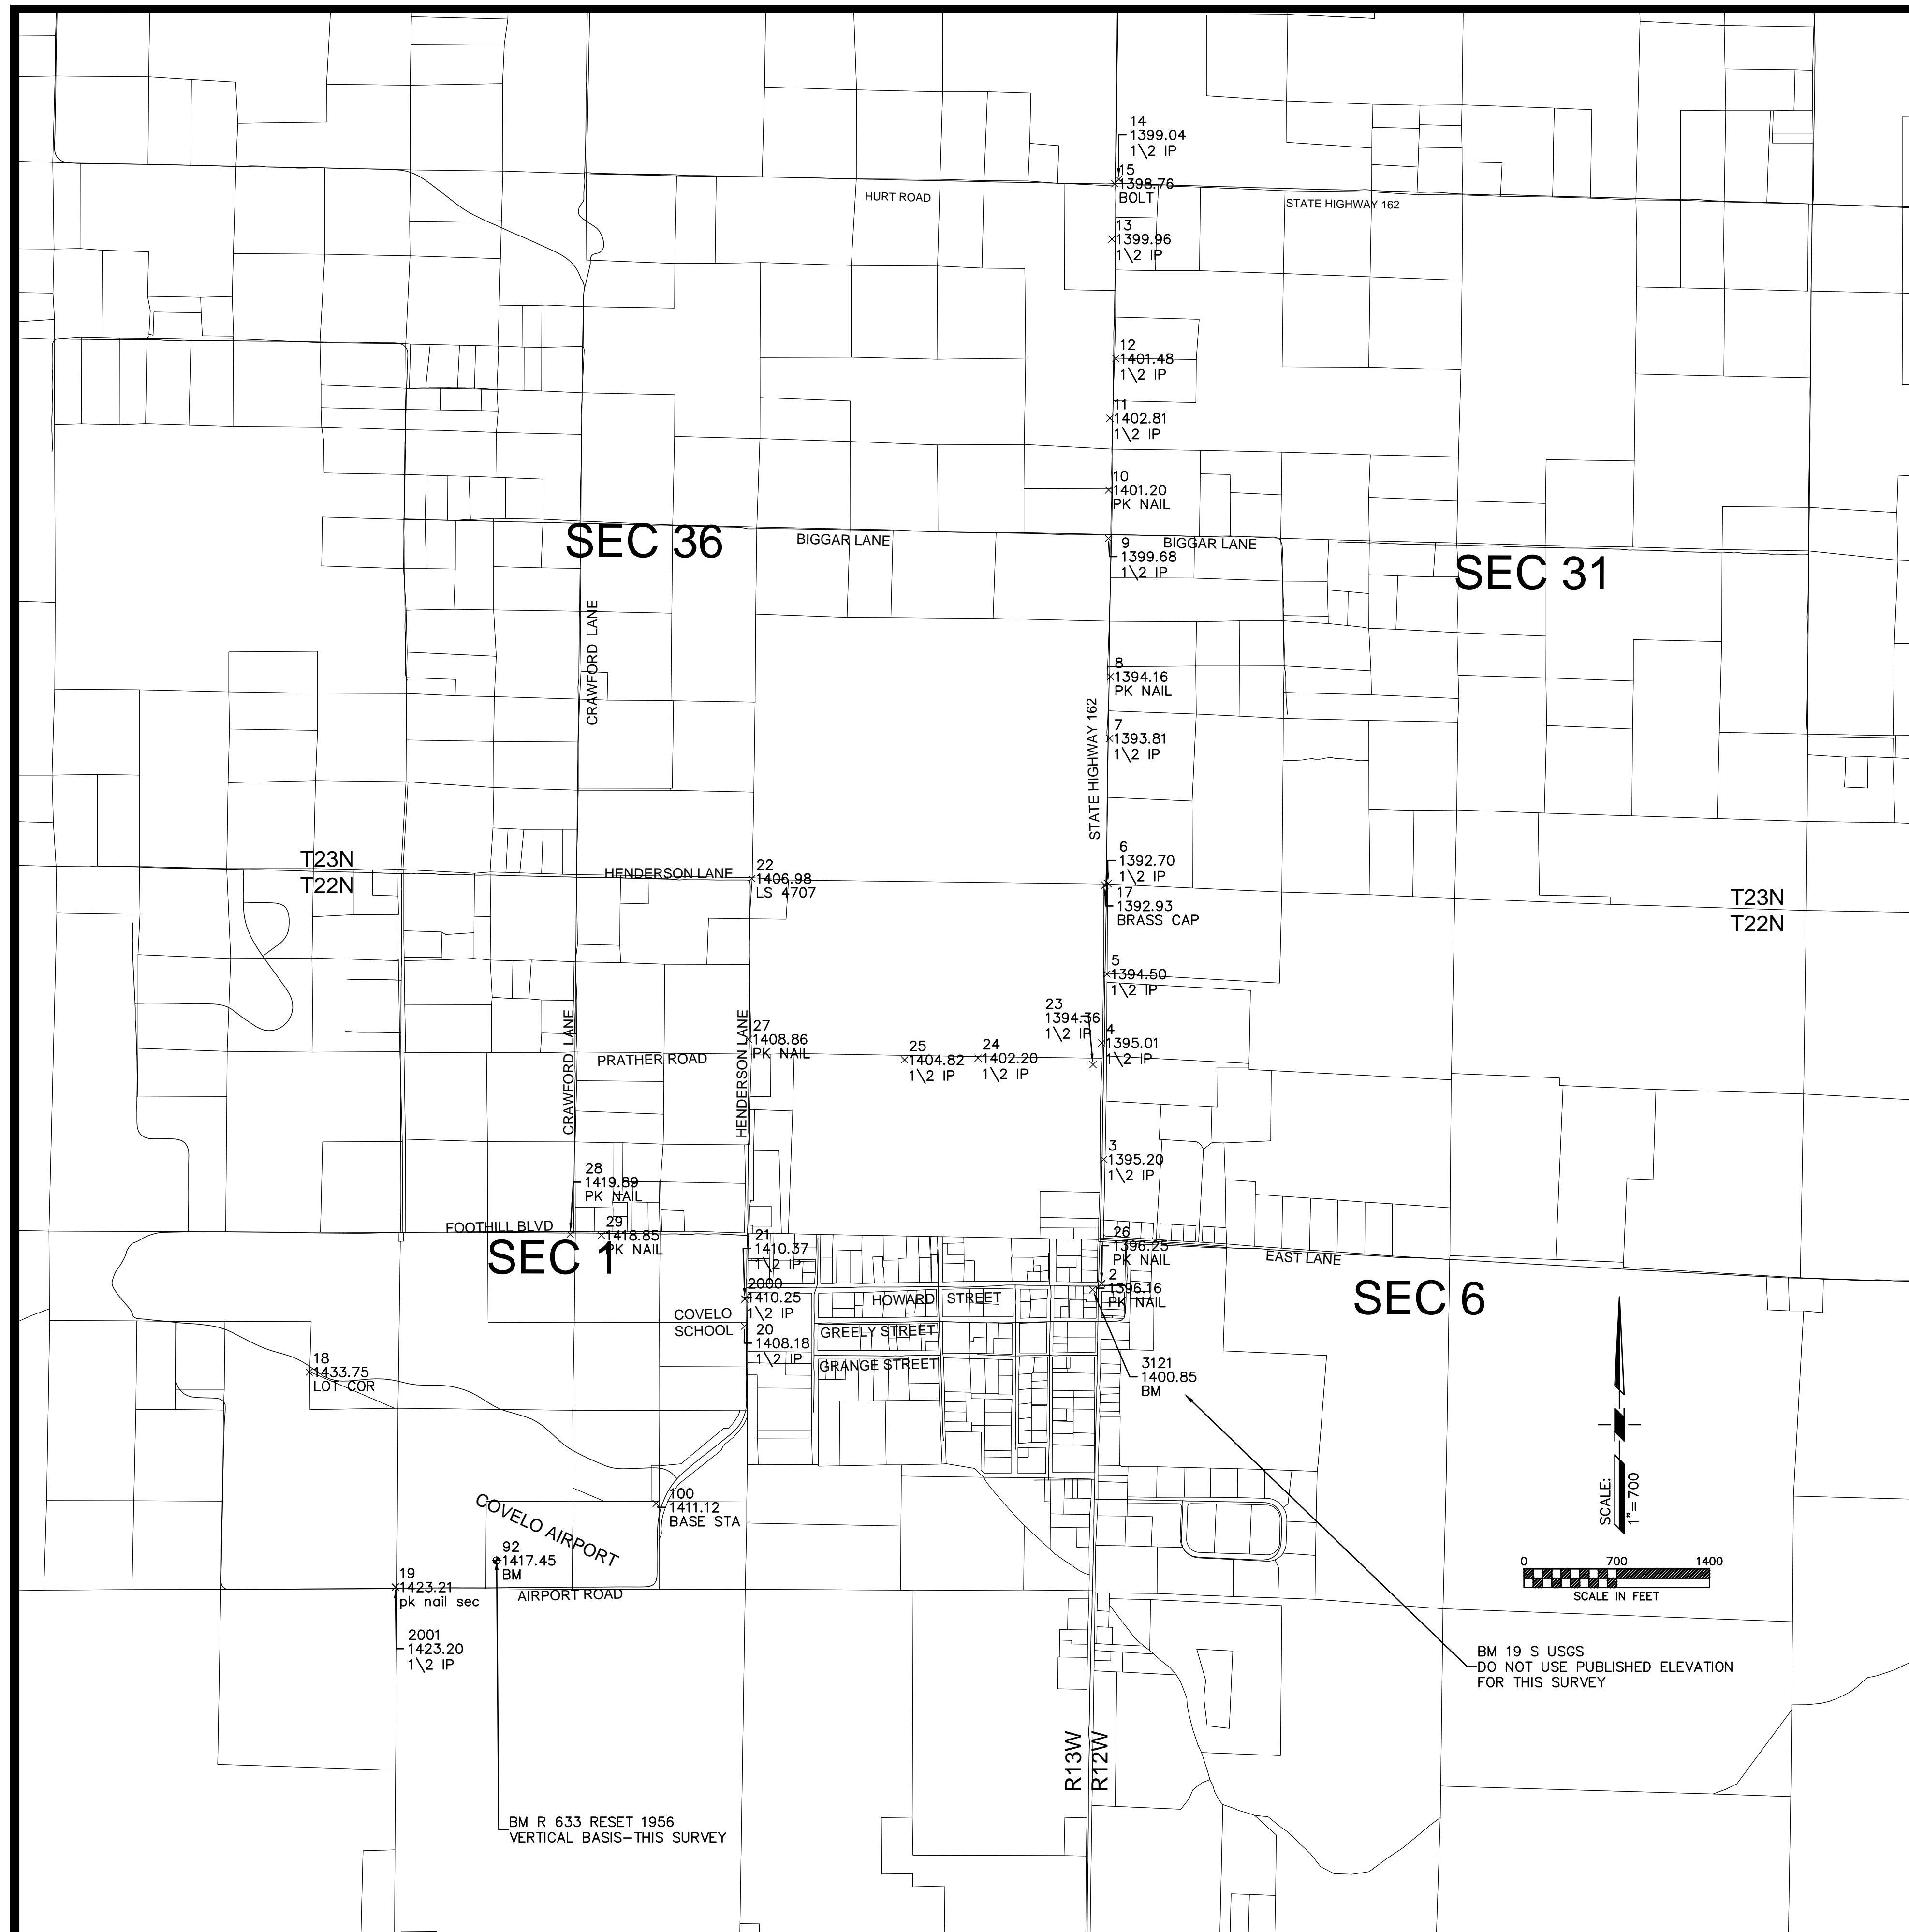 14
1399.04
1\2 IP
15
1398.76
BOLT
HURT ROAD
STATE HIGHWAY 162
13
1399.96
1\2 IP
12
1401.48
1\2 IP
11
1402.81
1\2 IP
10
1401.20
PK NAIL
SEC 36
BIGGAR LANE
9
1399.68
1\2 IP
BIGGAR LANE
SEC 31
CRAWFORD LANE
8
1394.16
PK NAIL
STATE HIGHWAY 162
7
1393.81
1\2 IP
T23N
T22N
HENDERSON LANE
22
1406.98
LS 4707
6
1392.70
1\2 IP
17
1392.93
BRASS CAP
T23N
T22N
5
1394.50
1\2 IP
23
1394.36
1\2 IP
4
1395.01
1\2 IP
CRAWFORD LANE
HENDERSON LANE
27
1408.86
PK NAIL
PRATHER ROAD
25
1404.82
1\2 IP
24
1402.20
1\2 IP
3
1395.20
1\2 IP
28
1419.89
PK NAIL
FOOTHILL BLVD
29
1418.85
PK NAIL
SEC 1
21
1410.37
1\2 IP
2000
1410.25
1\2 IP
20
1408.18
1\2 IP
COVELO
SCHOOL
HOWARD STREET
GREELY STREET
GRANGE STREET
26
1396.25
PK NAIL
2
1396.16
PK NAIL
EAST LANE
SEC 6
3121
1400.85
BM
18
1433.75
LOT COR
100
1411.12
BASE STA
COVELO AIRPORT
92
1417.45
BM
19
1423.21
pk nail sec
AIRPORT ROAD
2001
1423.20
1\2 IP
SCALE:
1"=700
0 700 1400
SCALE IN FEET
BM 19 S USGS
DO NOT USE PUBLISHED ELEVATION
FOR THIS SURVEY
R13W
R12W
BM R 633 RESET 1956
VERTICAL BASIS-THIS SURVEY